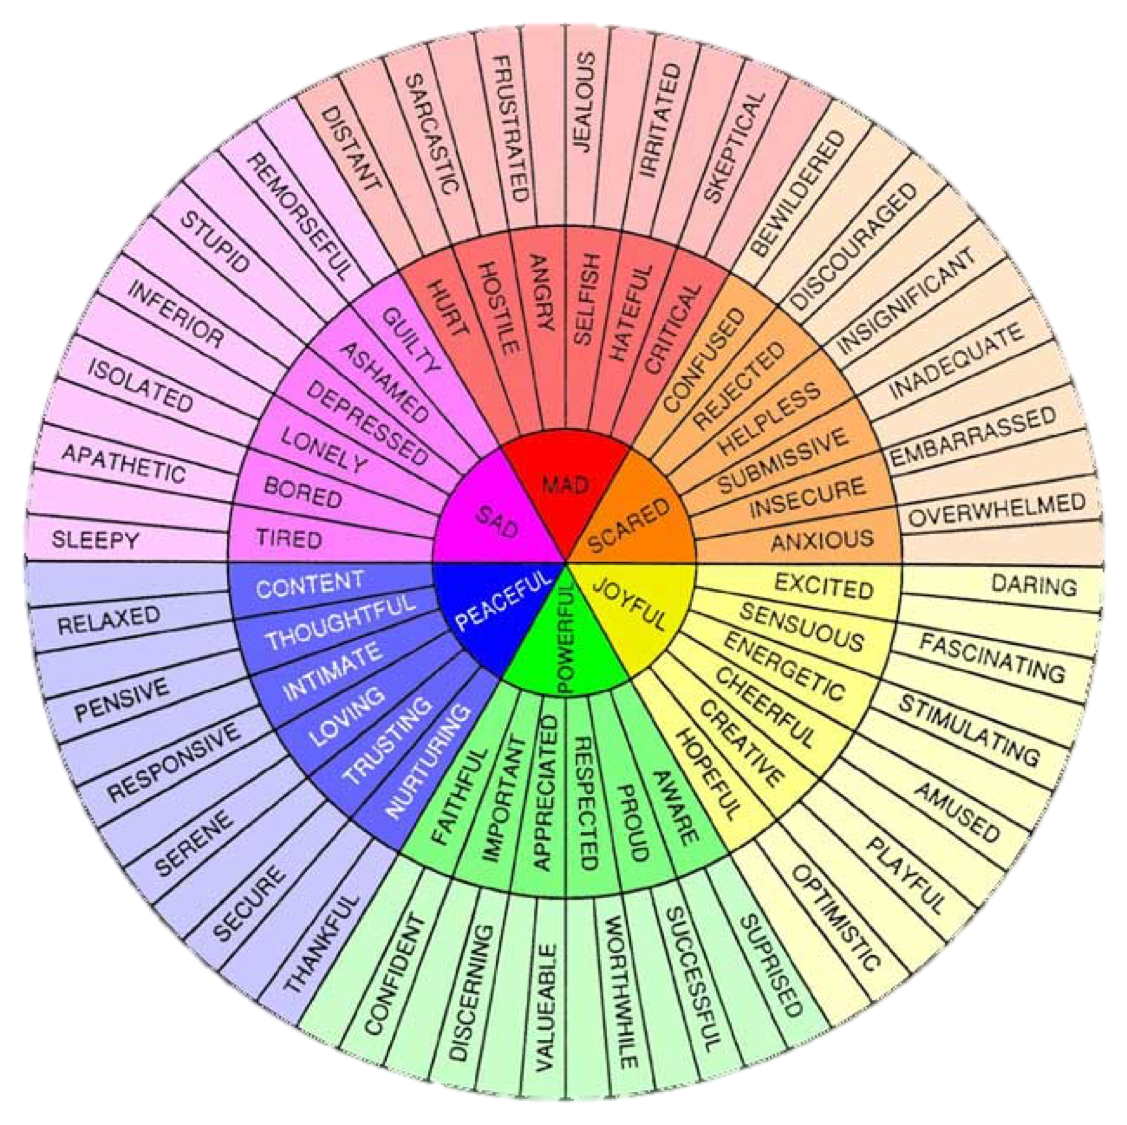 MAD
SCARED
JOYFUL
POWERFUL
PEACEFUL
SAD
HURT
HOSTILE
ANGRY
SELFISH
HATEFUL
CRITICAL
CONFUSED
REJECTED
HELPLESS
SUBMISSIVE
INSECURE
ANXIOUS
EXCITED
SENSUOUS
ENERGETIC
CHEERFUL
CREATIVE
HOPEFUL
AWARE
PROUD
RESPECTED
APPRECIATED
IMPORTANT
FAITHFUL
NURTURING
TRUSTING
LOVING
INTIMATE
THOUGHTFUL
CONTENT
TIRED
BORED
LONELY
DEPRESSED
ASHAMED
GUILTY
DISTANT
SARCASTIC
FRUSTRATED
JEALOUS
IRRITATED
SKEPTICAL
BEWILDERED
DISCOURAGED
INSIGNIFICANT
INADEQUATE
EMBARRASSED
OVERWHELMED
DARING
FASCINATING
STIMULATING
AMUSED
PLAYFUL
OPTIMISTIC
SUPRISED
SUCCESSFUL
WORTHWHILE
VALUEABLE
DISCERNING
CONFIDENT
THANKFUL
SECURE
SERENE
RESPONSIVE
PENSIVE
RELAXED
SLEEPY
APATHETIC
ISOLATED
INFERIOR
STUPID
REMORSEFUL